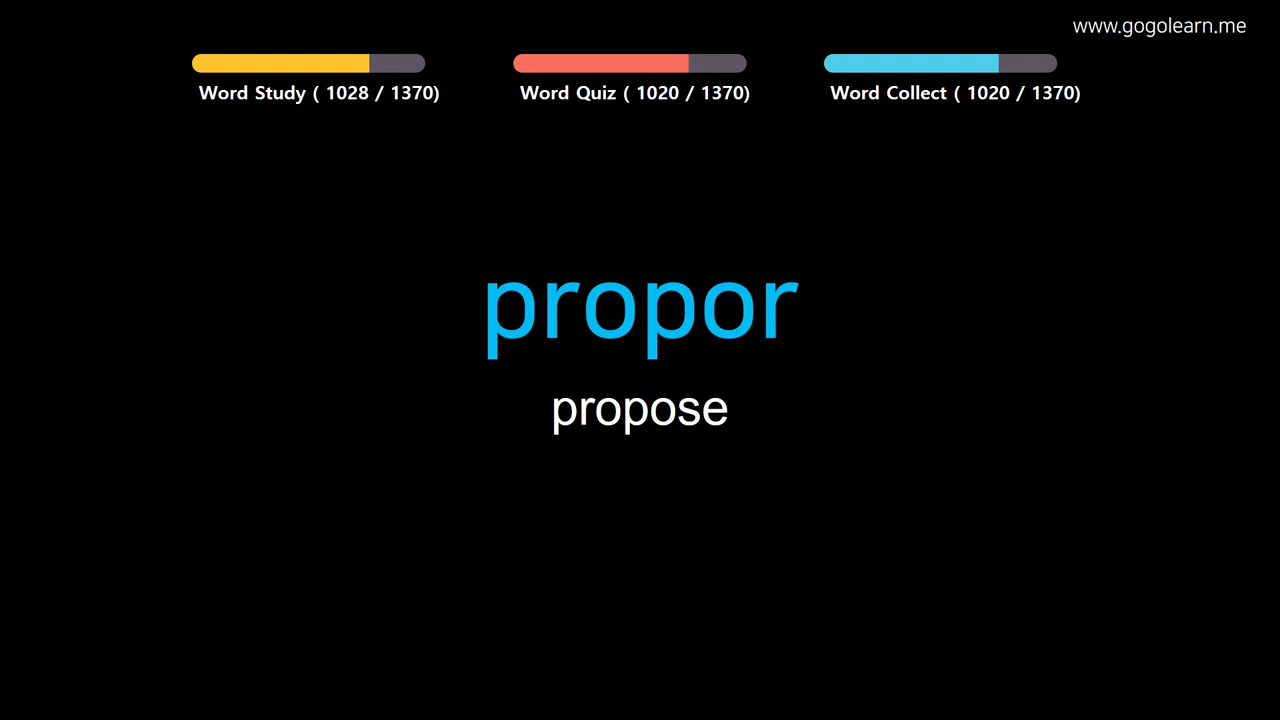 www.gogolearn.me
Word Study ( 1028 / 1370)
Word Quiz ( 1020 / 1370)
Word Collect ( 1020 / 1370)
propor
propose